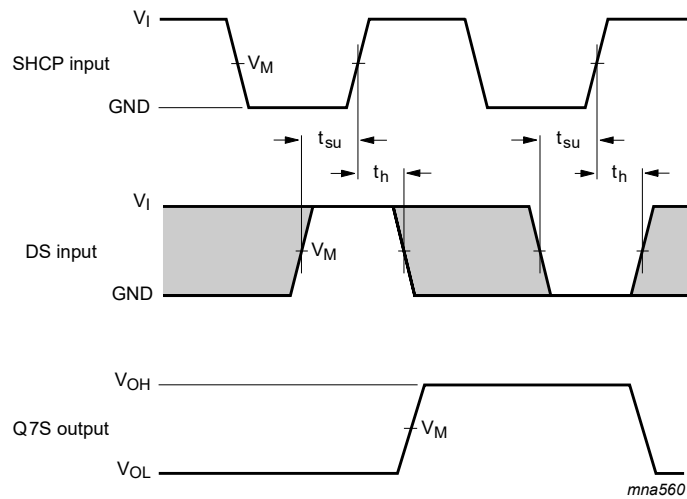 VI
SHCP input
VM
GND
tsu
tsu
th
th
VI
DS input
VM
GND
VOH
Q7S output
VM
VOL
mna560